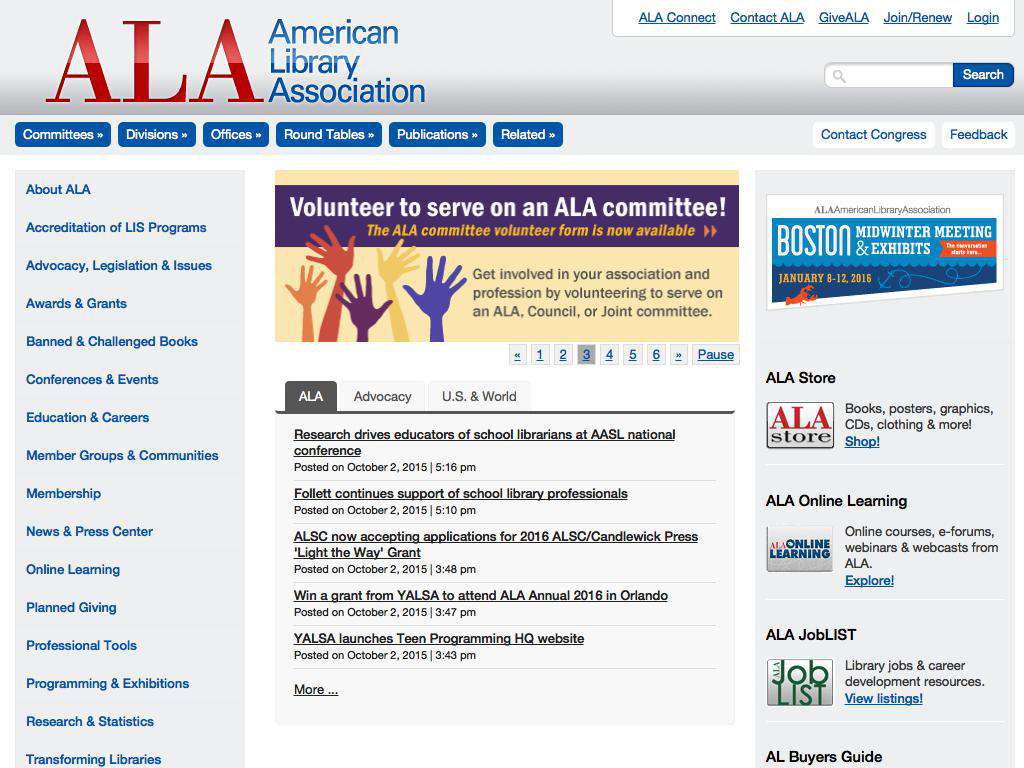 ALA American
Library
Association
ALA Connect Contact ALA GiveALA Join/Renew Login
Search
Committees » Divisions » Offices » Round Tables » Publications » Related »
Contact Congress Feedback
About ALA
Accreditation of LIS Programs
Advocacy, Legislation & Issues
Awards & Grants
Banned & Challenged Books
Conferences & Events
Education & Careers
Member Groups & Communities
Membership
News & Press Center
Online Learning
Planned Giving
Professional Tools
Programming & Exhibitions
Research & Statistics
Transforming Libraries
Volunteer to serve on an ALA committee!
The ALA committee volunteer form is now available
Get involved in your association and
profession by volunteering to serve on
an ALA, Council, or Joint committee.
« 1 2 3 4 5 6 » Pause
ALA Advocacy U.S. & World
Research drives educators of school librarians at AASL national
conference
Posted on October 2, 2015 | 5:16 pm
Follett continues support of school library professionals
Posted on October 2, 2015 | 5:10 pm
ALSC now accepting applications for 2016 ALSC/Candlewick Press
'Light the Way' Grant
Posted on October 2, 2015 | 3:48 pm
Win a grant from YALSA to attend ALA Annual 2016 in Orlando
Posted on October 2, 2015 | 3:47 pm
YALSA launches Teen Programming HQ website
Posted on October 2, 2015 | 3:43 pm
More ...
ALAAmericanLibraryAssociation
BOSTON MIDWINTER MEETING
& EXHIBITS
The conversation
starts here...
JANUARY 8-12, 2016
ALA Store
ALA
store
Books, posters, graphics,
CDs, clothing & more!
Shop!
ALA Online Learning
ALA ONLINE
LEARNING
Online courses, e-forums,
webinars & webcasts from
ALA.
Explore!
ALA JobLIST
ALA Job
LIST
Library jobs & career
development resources.
View listings!
AL Buyers Guide